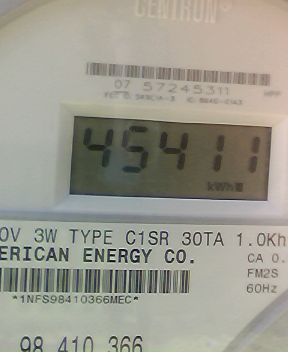 CENTRON®
07 57245311
45411
kWh
0V 3W TYPE C1SR 30TA 1.0Kh
ERICAN ENERGY CO.
CA 0.
FM2S
60Hz
*1NFS98410366MEC*
98 410 366